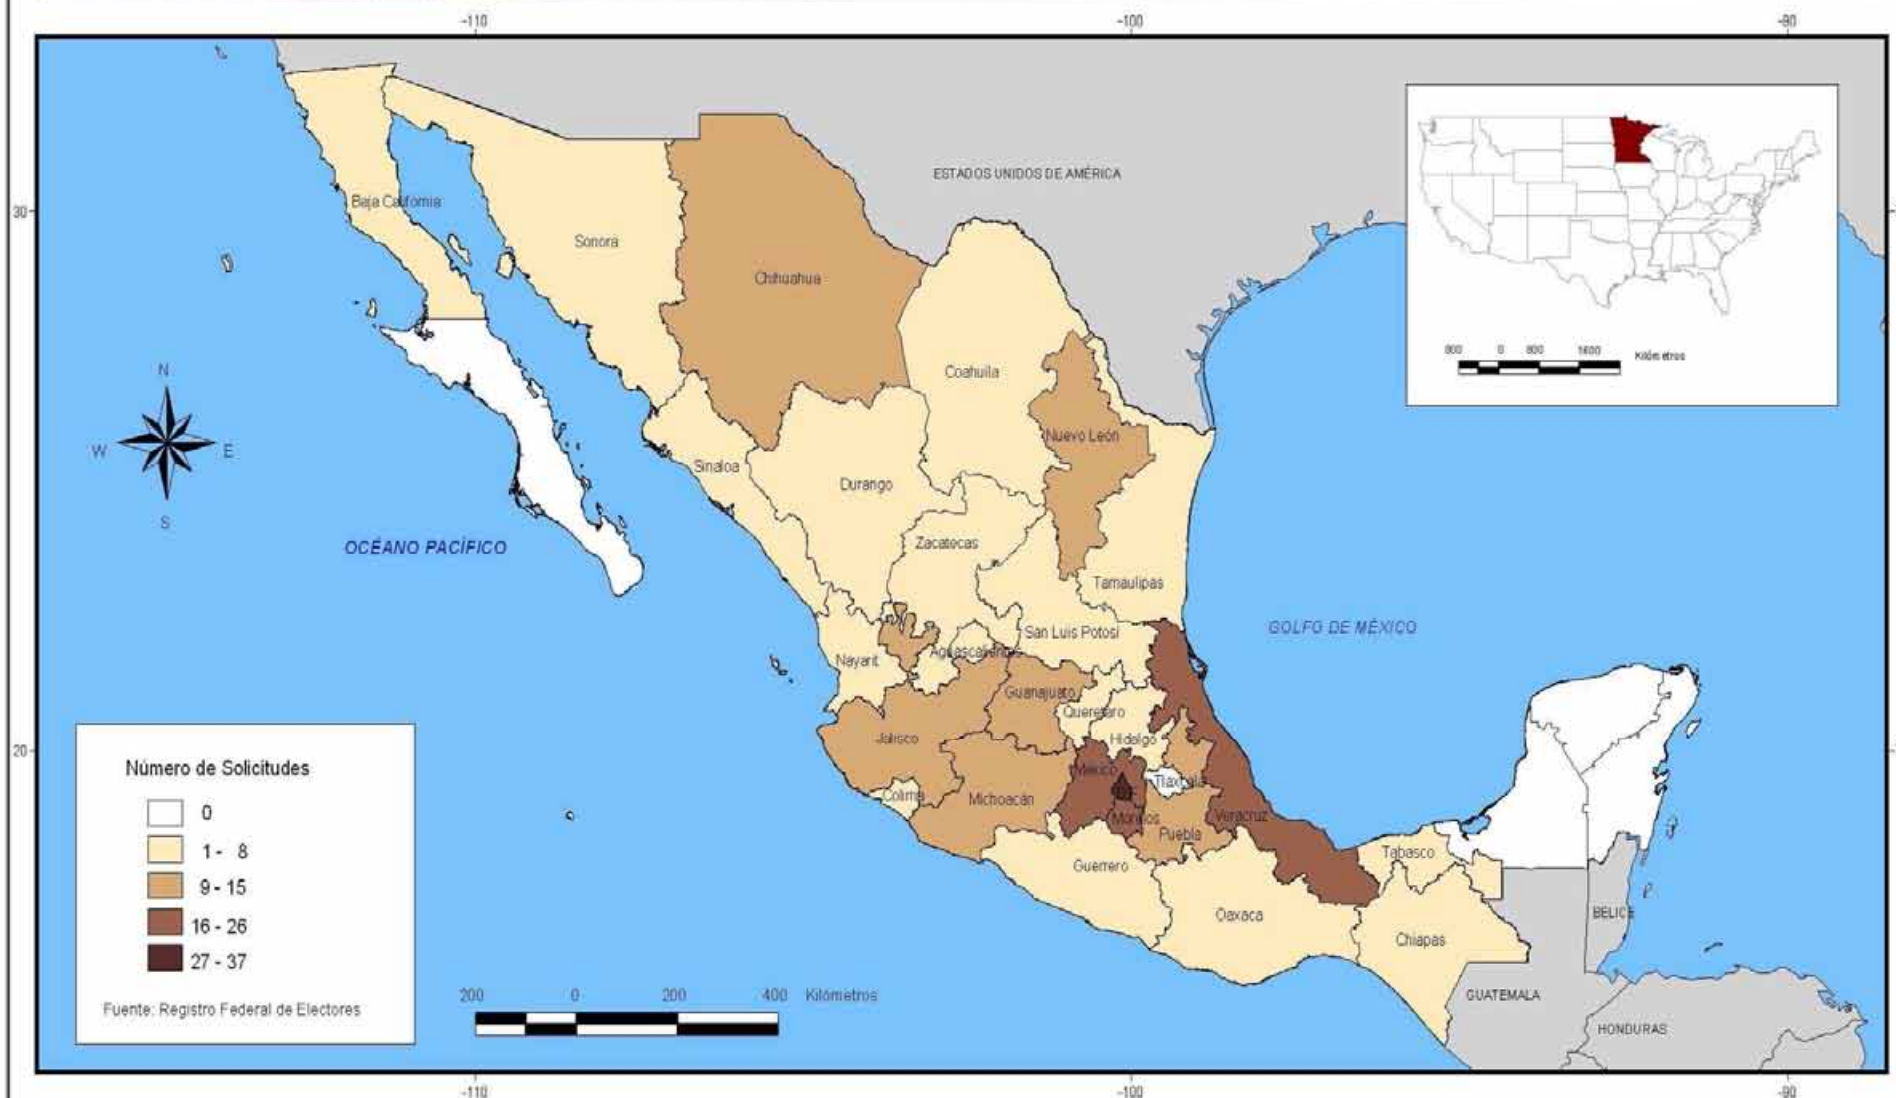 -110
-100
-90
30
20
ESTADOS UNIDOS DE AMÉRICA
Baja California
Sonora
Chihuahua
Coahuila
Nuevo León
Sinaloa
Durango
Zacatecas
Tamaulipas
San Luis Potosí
Nayarit
Aguascalientes
Guanajuato
Querétaro
Hidalgo
Jalisco
México
Tlaxcala
Colima
Michoacán
Morelos
Veracruz
Puebla
Guerrero
Tabasco
Oaxaca
Chiapas
BELICE
GUATEMALA
HONDURAS
OCÉANO PACÍFICO
GOLFO DE MÉXICO
N
W
E
S
800 0 800 1600 Kilómetros
Número de Solicitudes
0
1 - 8
9 - 15
16 - 26
27 - 37
Fuente: Registro Federal de Electores
200 0 200 400 Kilómetros
-110
-100
-90